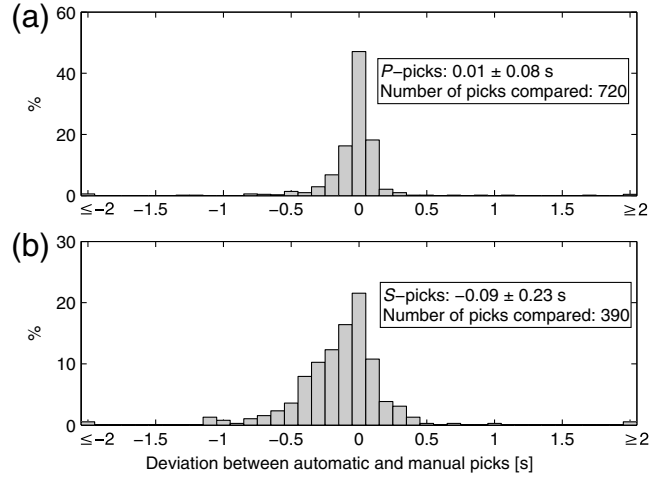 (a)
60
40
20
0
%
P−picks: 0.01 ± 0.08 s
Number of picks compared: 720
≤−2 −1.5 −1 −0.5 0 0.5 1 1.5 ≥2
(b)
30
20
10
0
%
S−picks: −0.09 ± 0.23 s
Number of picks compared: 390
≤−2 −1.5 −1 −0.5 0 0.5 1 1.5 ≥2
Deviation between automatic and manual picks [s]